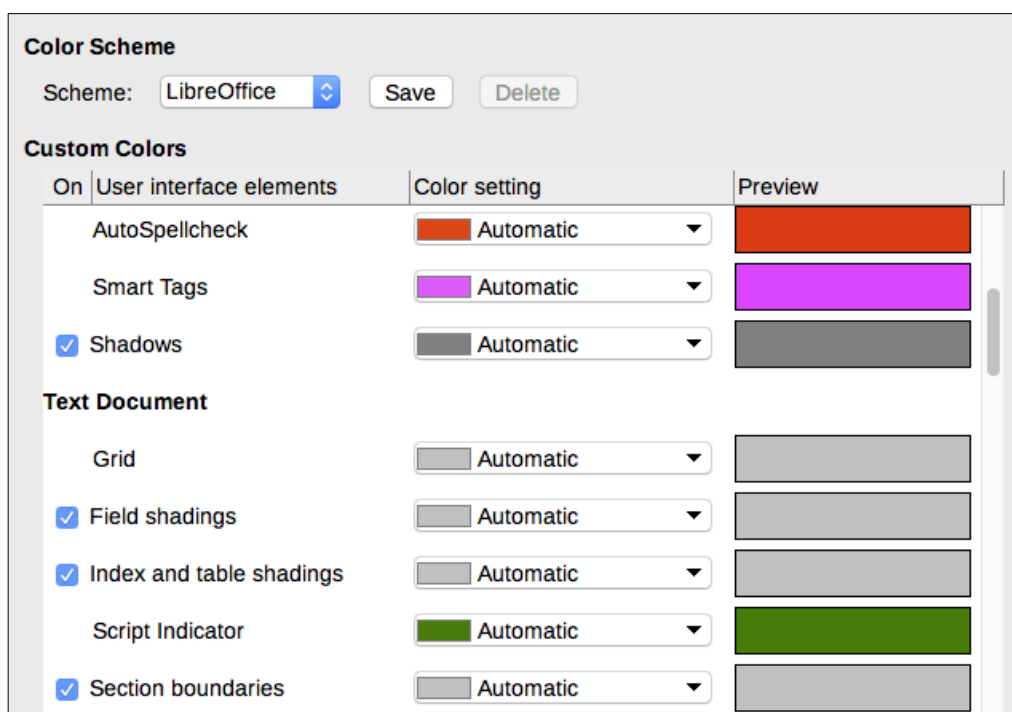 Color Scheme
Scheme: LibreOffice Save Delete
Custom Colors
On User interface elements Color setting Preview
AutoSpellcheck Automatic
Smart Tags Automatic
Shadows Automatic
Text Document
Grid Automatic
Field shadings Automatic
Index and table shadings Automatic
Script Indicator Automatic
Section boundaries Automatic